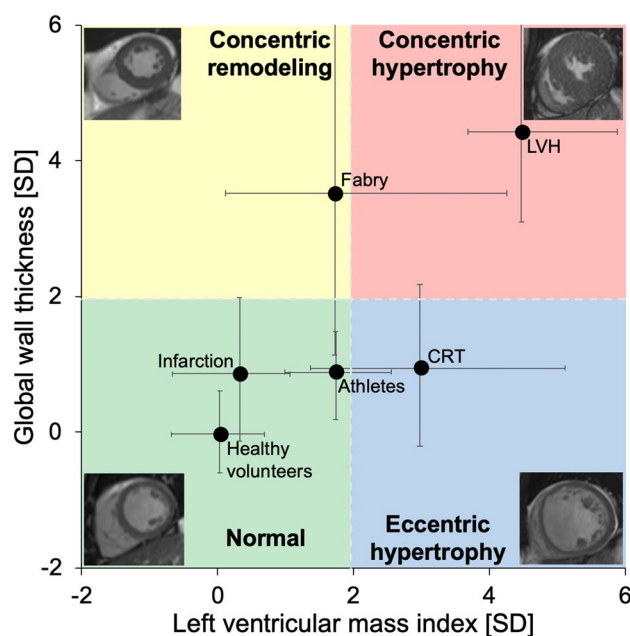 6
Concentric
remodeling
Concentric
hypertrophy
LVH
4
Fabry
Global wall thickness [SD]
2
Infarction
CRT
Athletes
0
Healthy
volunteers
Normal
Eccentric
hypertrophy
-2
-2
0
2
4
6
Left ventricular mass index [SD]